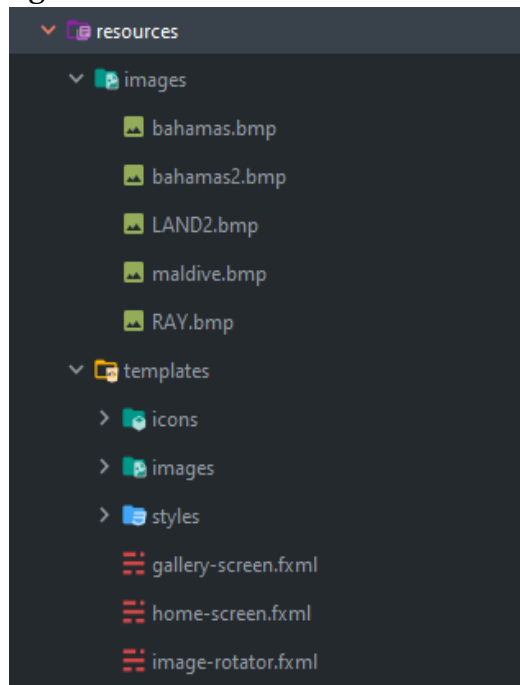 resources
images
bahamas.bmp
bahamas2.bmp
LAND2.bmp
maldive.bmp
RAY.bmp
templates
icons
images
styles
gallery-screen.fxml
home-screen.fxml
image-rotator.fxml